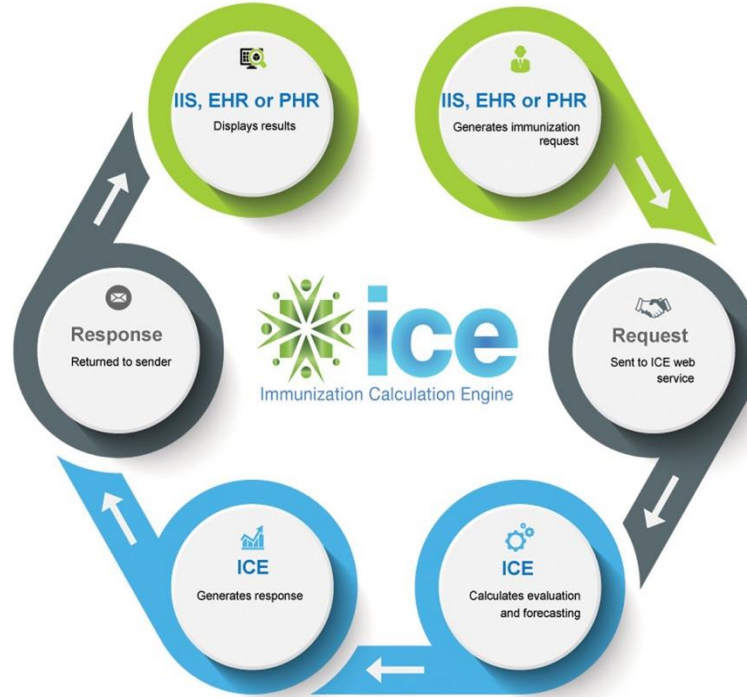 IIS, EHR or PHR
Displays results
IIS, EHR or PHR
Generates immunization
request
Response
Returned to sender
ice
Immunization Calculation Engine
Request
Sent to ICE web
service
ICE
Generates response
ICE
Calculates evaluation
and forecasting